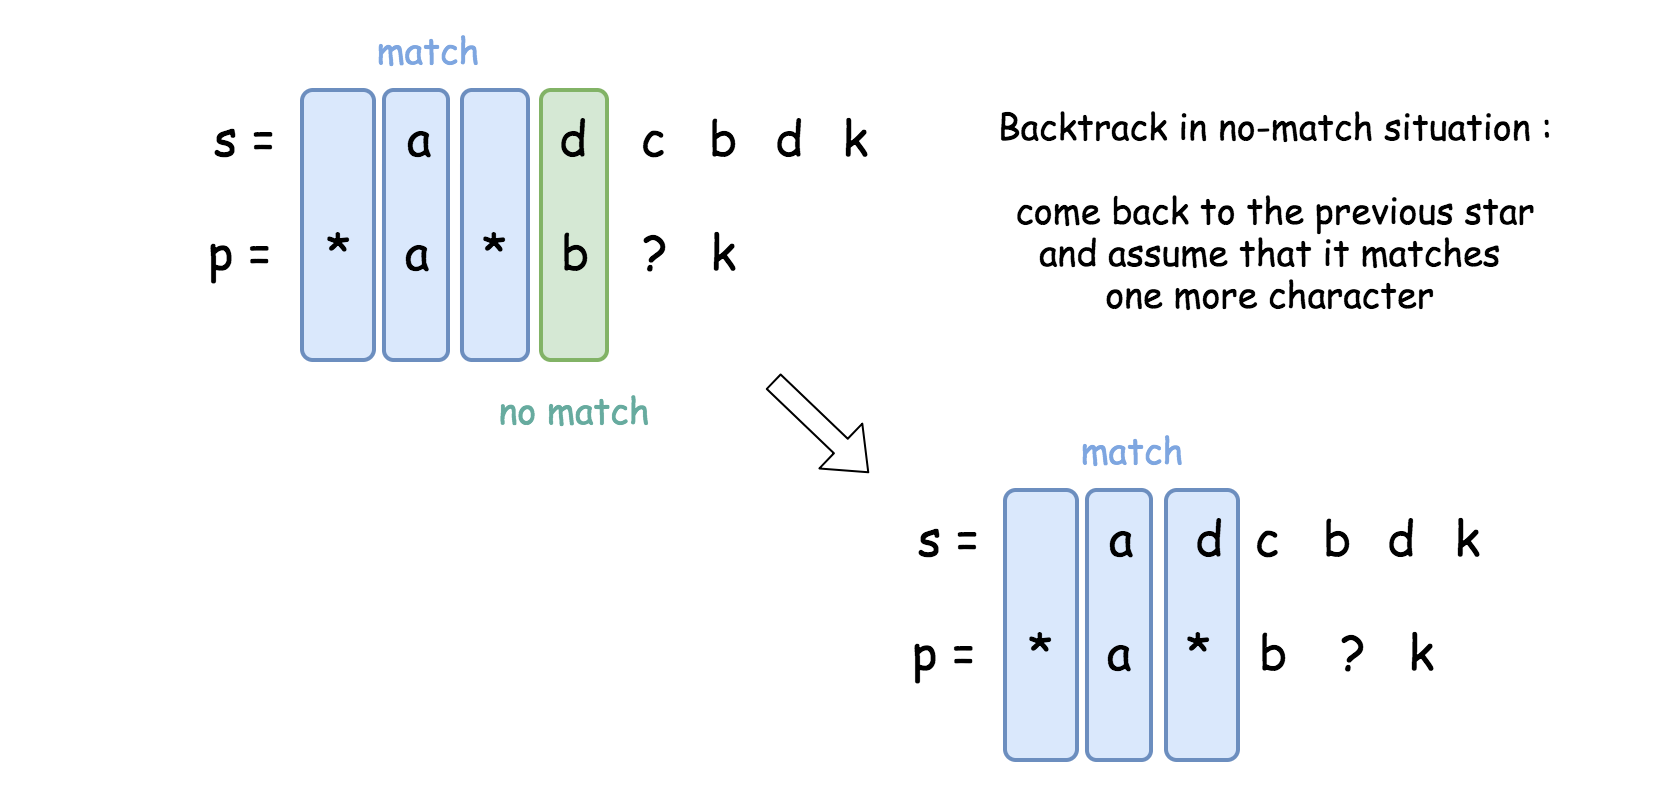 match
s = a d c b d k
p = * a * b ? k
no match
Backtrack in no-match situation :
come back to the previous star
and assume that it matches
one more character
match
s = a d c b d k
p = * a * b ? k